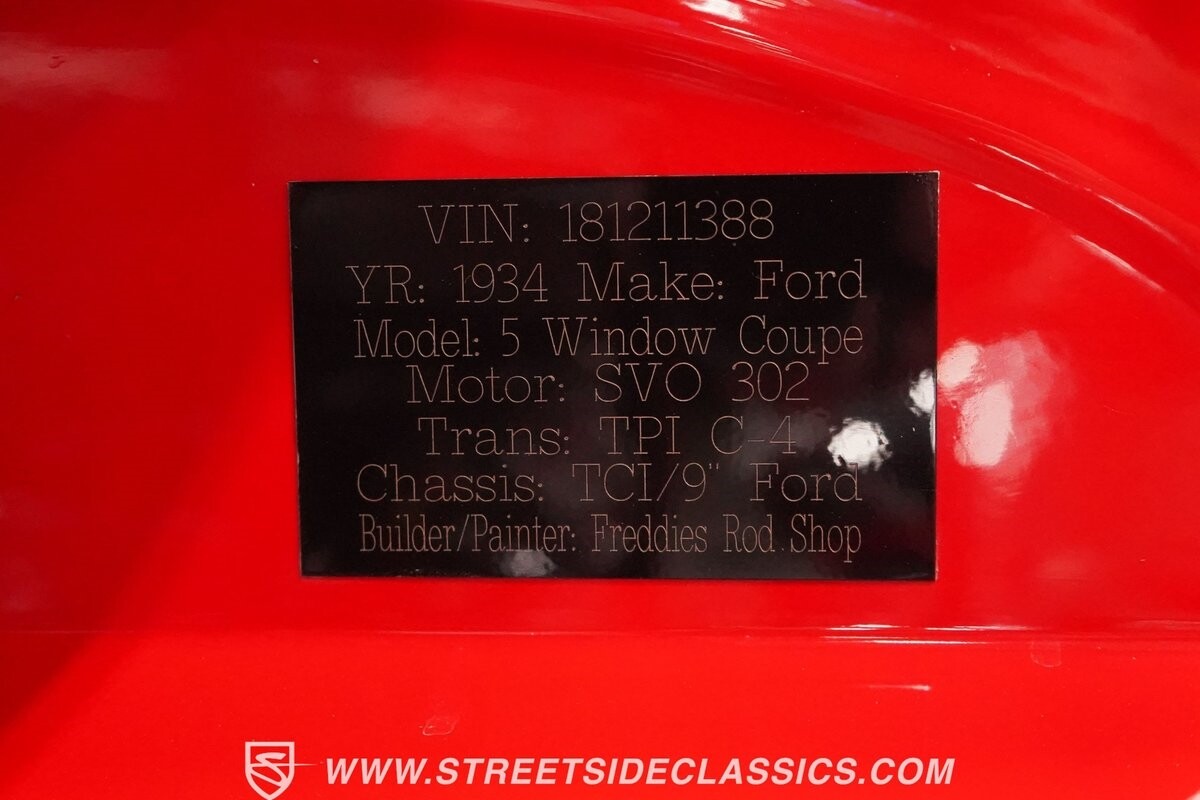 VIN: 181211388
YR: 1934 Make: Ford
Model: 5 Window Coupe
Motor: SVO 302
Trans: TPI C-4
Chassis: TCI/9" Ford
Builder/Painter: Freddies Rod Shop
WWW.STREETSIDECLASSICS.COM